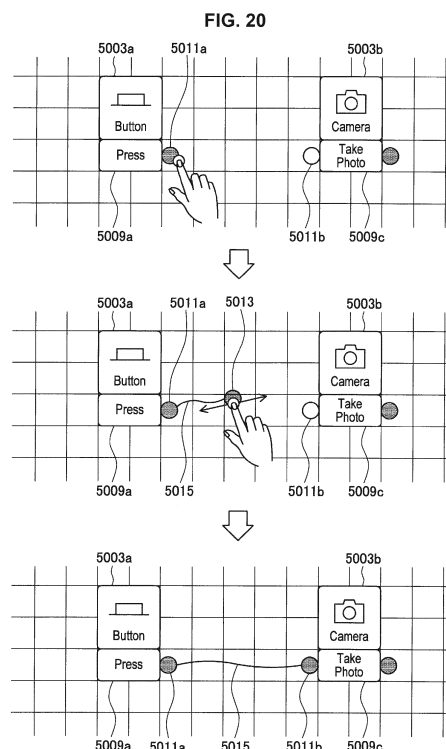 FIG. 20
5003a 5011a 5003b
Button Camera
Press Take
Photo
5009a 5011b 5009c
5003a 5011a 5013 5003b
Button Camera
Press Take
Photo
5009a 5015 5011b 5009c
5003a 5003b
Button Camera
Press Take
Photo
5009a 5011a 5015 5011b 5009c